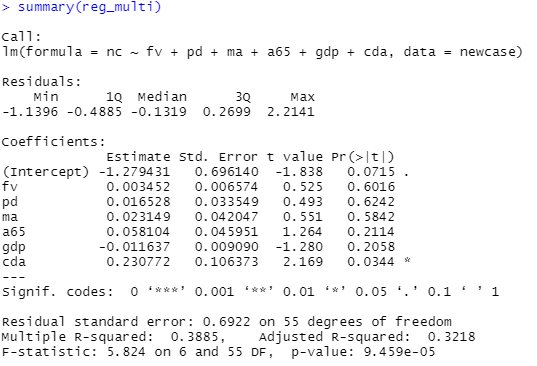 > summary(reg_multi)
Call:
lm(formula = nc ~ fv + pd + ma + a65 + gdp + cda, data = newcase)
Residuals:
    Min      1Q  Median      3Q     Max
-1.1396 -0.4885 -0.1319  0.2699  2.2141
Coefficients:
             Estimate Std. Error t value Pr(>|t|)
(Intercept) -1.279431   0.696140  -1.838   0.0715 .
fv           0.003452   0.006574   0.525   0.6016
pd           0.016528   0.033549   0.493   0.6242
ma           0.023149   0.042047   0.551   0.5842
a65          0.058104   0.045951   1.264   0.2114
gdp         -0.011637   0.009090  -1.280   0.2058
cda          0.230772   0.106373   2.169   0.0344 *
---
Signif. codes:  0 ‘***’ 0.001 ‘**’ 0.01 ‘*’ 0.05 ‘.’ 0.1 ‘ ’ 1
Residual standard error: 0.6922 on 55 degrees of freedom
Multiple R-squared:  0.3885,    Adjusted R-squared:  0.3218
F-statistic: 5.824 on 6 and 55 DF,  p-value: 9.459e-05